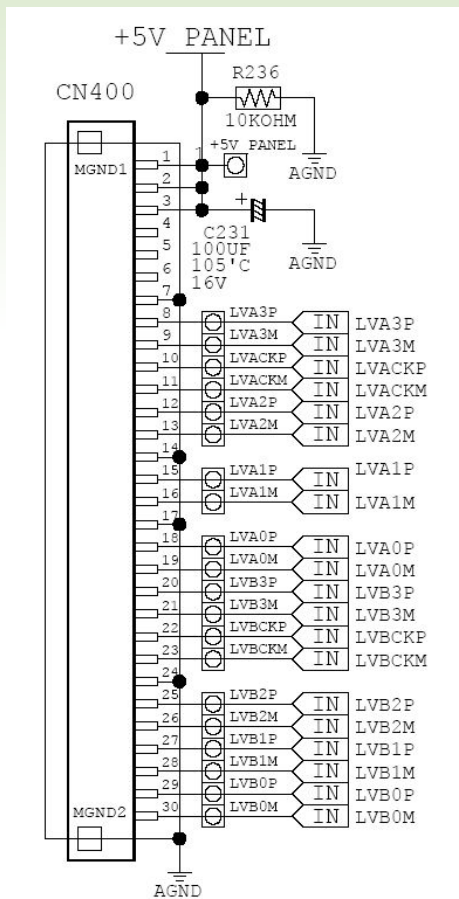 +5V PANEL
CN400
R236
10KOHM
AGND
MGND1
1
1
+5V PANEL
2
3
+
C231
100UF
105'C
16V
AGND
4
5
6
7
8 LVA3P IN LVA3P
9 LVA3M IN LVA3M
10 LVACKP IN LVACKP
11 LVACKM IN LVACKM
12 LVA2P IN LVA2P
13 LVA2M IN LVA2M
14
15 LVA1P IN LVA1P
16 LVA1M IN LVA1M
17
18 LVA0P IN LVA0P
19 LVA0M IN LVA0M
20 LVB3P IN LVB3P
21 LVB3M IN LVB3M
22 LVBCKP IN LVBCKP
23 LVBCKM IN LVBCKM
24
25 LVB2P IN LVB2P
26 LVB2M IN LVB2M
27 LVB1P IN LVB1P
28 LVB1M IN LVB1M
29 LVB0P IN LVB0P
30 LVB0M IN LVB0M
MGND2
AGND